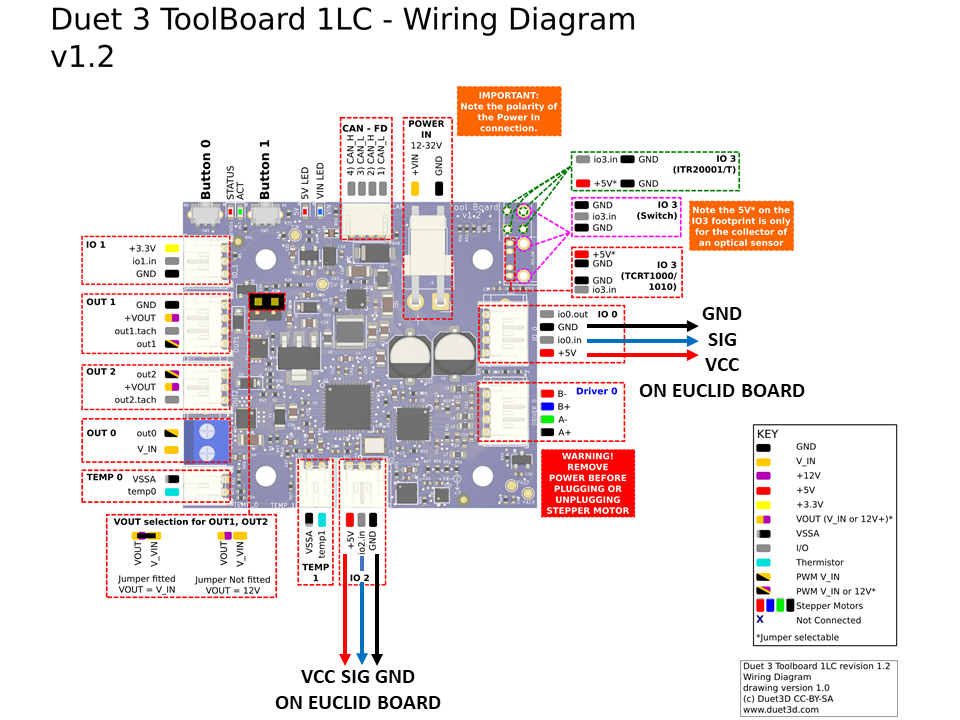 Duet 3 ToolBoard 1LC - Wiring Diagram
v1.2
IMPORTANT:
Note the polarity of
the Power In
connection.
Button 0
STATUS
ACT
Button 1
5V LED
VIN LED
CAN - FD
4) CAN_H
3) CAN_L
2) CAN_H
1) CAN_L
POWER
IN
12-32V
+VIN
GND
io3.in GND IO 3
(ITR20001/T)
+5V* GND
GND IO 3
io3.in (Switch)
GND
Note the 5V* on the
IO3 footprint is only
for the collector of
an optical sensor
+5V*
GND IO 3
(TCRT1000/
GND 1010)
io3.in
Tool Board
v1.2
IO 1
+3.3V
io1.in
GND
OUT 1
GND
+VOUT
out1.tach
out1
OUT 2
out2
+VOUT
out2.tach
OUT 0
out0
V_IN
TEMP 0
VSSA
temp0
io0.out IO 0
GND
io0.in
+5V
GND
SIG
VCC
ON EUCLID BOARD
Driver 0
B-
B+
A-
A+
WARNING!
REMOVE
POWER BEFORE
PLUGGING OR
UNPLUGGING
STEPPER MOTOR
VOUT selection for OUT1, OUT2
VOUT
V_VIN
VOUT
V_VIN
Jumper fitted
VOUT = V_IN
Jumper Not fitted
VOUT = 12V
VSSA
temp1
TEMP
1
+5V
io2.in
GND
IO 2
VCC SIG GND
ON EUCLID BOARD
KEY
GND
V_IN
+12V
+5V
+3.3V
VOUT (V_IN or 12V+)*
VSSA
I/O
Thermistor
PWM V_IN
PWM V_IN or 12V*
Stepper Motors
X Not Connected
*Jumper selectable
Duet 3 Toolboard 1LC revision 1.2
Wiring Diagram
drawing version 1.0
(c) Duet3D CC-BY-SA
www.duet3d.com